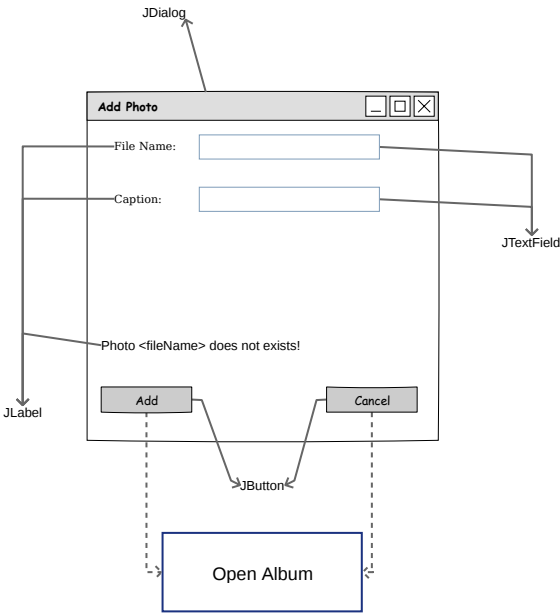 JDialog
Add Photo
File Name:
Caption:
JTextField
Photo <fileName> does not exists!
Add
Cancel
JLabel
JButton
Open Album